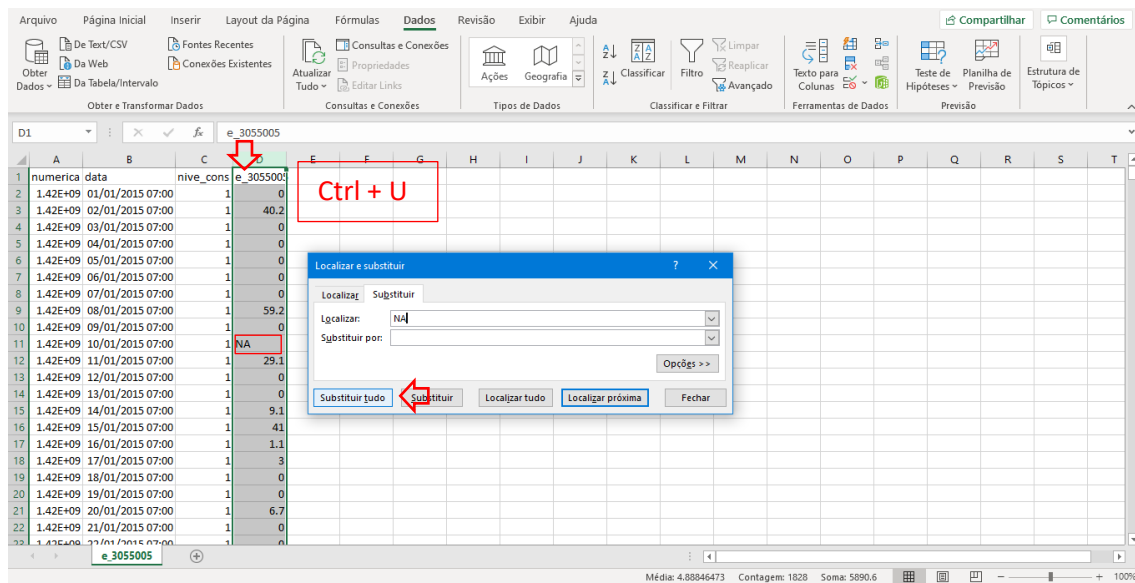 Arquivo Página Inicial Inserir Layout da Página Fórmulas Dados Revisão Exibir Ajuda Compartilhar Comentários
Obter Dados De Text/CSV Da Web Da Tabela/Intervalo Fontes Recentes Conexões Existentes
Obter e Transformar Dados
Atualizar Tudo Consultas e Conexões Propriedades Editar Links
Consultas e Conexões
Ações Geografia
Tipos de Dados
Classificar Filtro Limpar Reaplicar Avançado
Classificar e Filtrar
Texto para Colunas
Ferramentas de Dados
Teste de Hipóteses Planilha de Previsão
Previsão
Estrutura de Tópicos
D1 fx e_3055005
A B C D E F G H I J K L M N O P Q R S T
1 numerica data nive_cons e_3055005
2 1.42E+09 01/01/2015 07:00 1 0
3 1.42E+09 02/01/2015 07:00 1 40.2
4 1.42E+09 03/01/2015 07:00 1 0
5 1.42E+09 04/01/2015 07:00 1 0
6 1.42E+09 05/01/2015 07:00 1 0
7 1.42E+09 06/01/2015 07:00 1 0
8 1.42E+09 07/01/2015 07:00 1 0
9 1.42E+09 08/01/2015 07:00 1 59.2
10 1.42E+09 09/01/2015 07:00 1 0
11 1.42E+09 10/01/2015 07:00 1 NA
12 1.42E+09 11/01/2015 07:00 1 29.1
13 1.42E+09 12/01/2015 07:00 1 0
14 1.42E+09 13/01/2015 07:00 1 0
15 1.42E+09 14/01/2015 07:00 1 9.1
16 1.42E+09 15/01/2015 07:00 1 41
17 1.42E+09 16/01/2015 07:00 1 1.1
18 1.42E+09 17/01/2015 07:00 1 3
19 1.42E+09 18/01/2015 07:00 1 0
20 1.42E+09 19/01/2015 07:00 1 0
21 1.42E+09 20/01/2015 07:00 1 6.7
22 1.42E+09 21/01/2015 07:00 1 0
23 1.42E+09 22/01/2015 07:00 1 0
Ctrl + U
Localizar e substituir ? ×
Localizar Substituir
Localizar: NA
Substituir por:
Opções >>
Substituir tudo Substituir Localizar tudo Localizar próxima Fechar
e_3055005
Média: 4.88846473 Contagem: 1828 Soma: 5890.6 100%